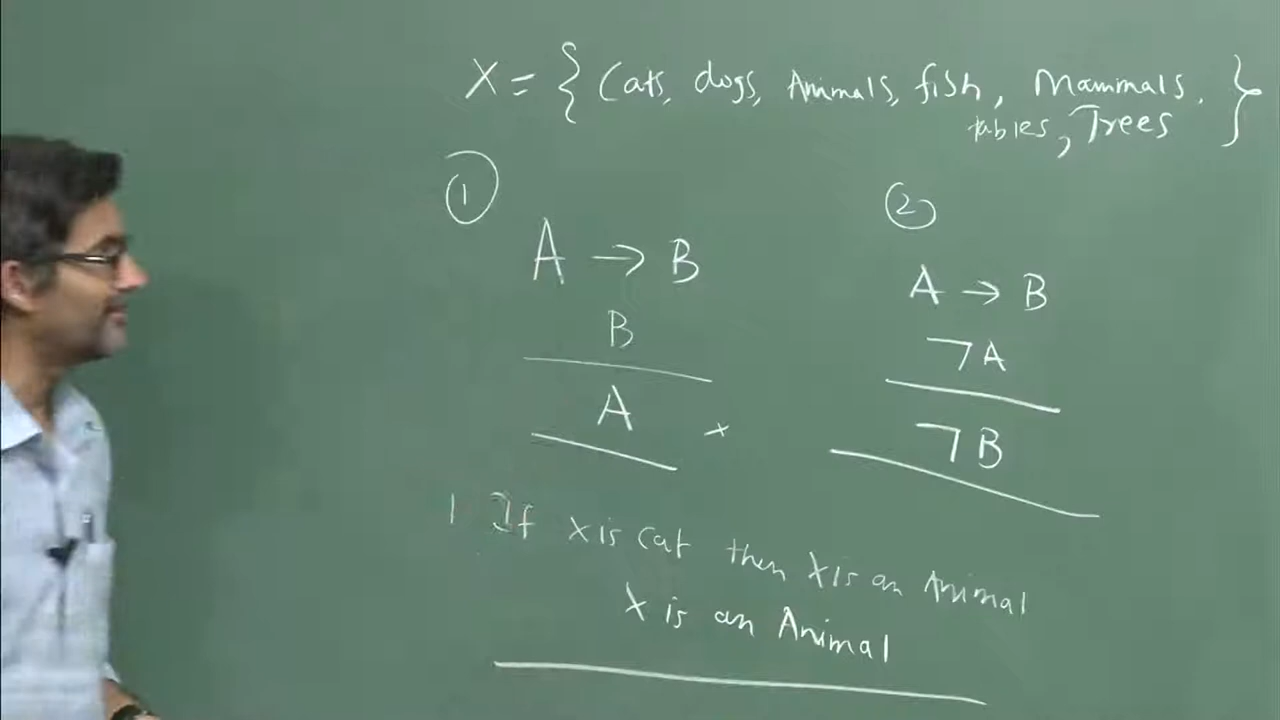 X = { Cats, dogs, Animals, fish, Mammals,
tables, Trees }
①
A → B
B
A ×
②
A → B
¬A
¬B
1. If X is Cat then X is an Animal
X is an Animal